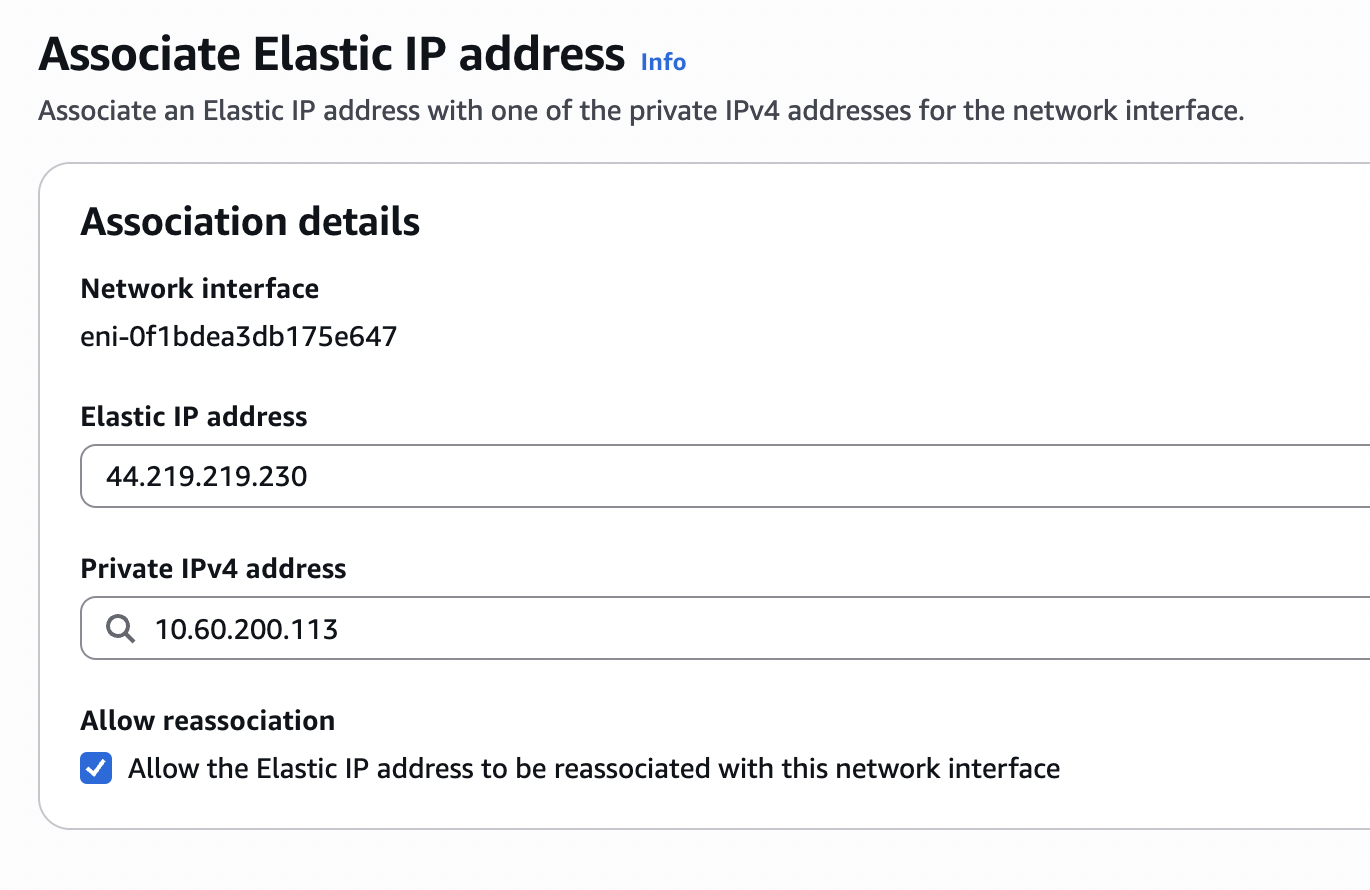 Associate Elastic IP address Info
Associate an Elastic IP address with one of the private IPv4 addresses for the network interface.
Association details
Network interface
eni-0f1bdea3db175e647
Elastic IP address
44.219.219.230
Private IPv4 address
10.60.200.113
Allow reassociation
Allow the Elastic IP address to be reassociated with this network interface